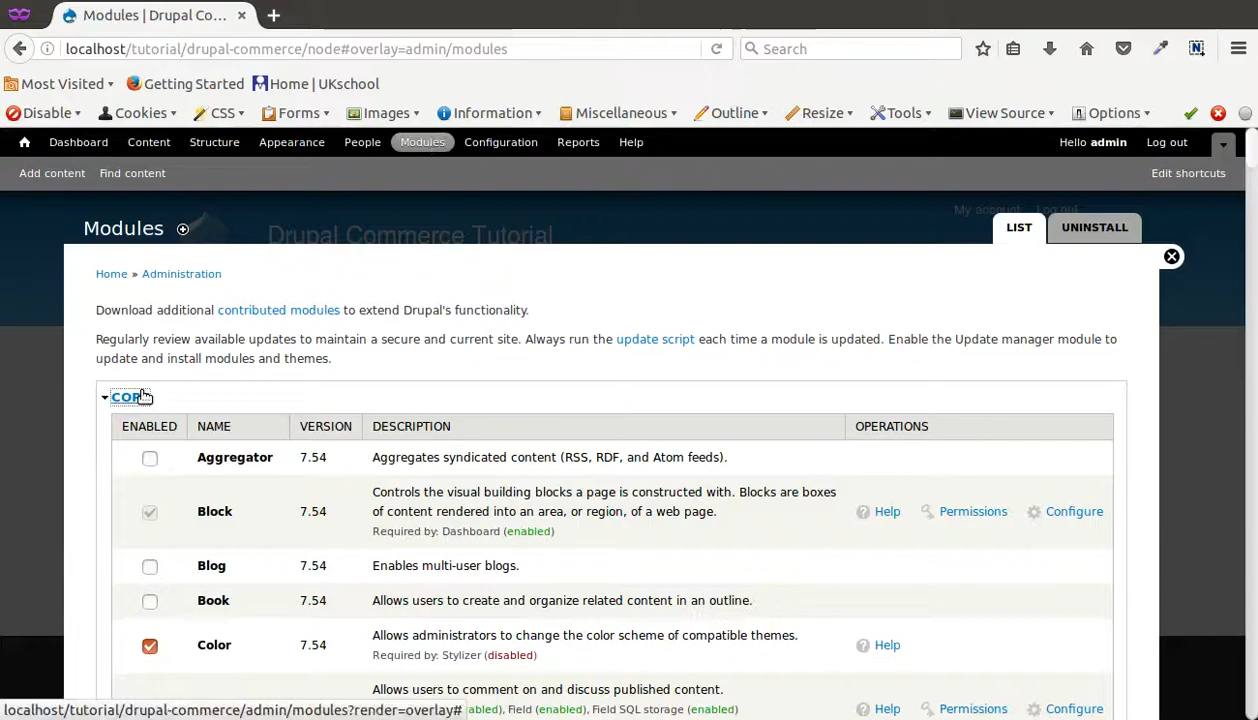 Modules | Drupal Co...
localhost/tutorial/drupal-commerce/node#overlay=admin/modules
Search
Most Visited
Getting Started
Home | UKschool
Disable
Cookies
CSS
Forms
Images
Information
Miscellaneous
Outline
Resize
Tools
View Source
Options
Dashboard
Content
Structure
Appearance
People
Modules
Configuration
Reports
Help
Hello admin
Log out
Add content
Find content
Edit shortcuts
My account
Log out
Modules
Drupal Commerce Tutorial
LIST
UNINSTALL
Home » Administration
Download additional contributed modules to extend Drupal's functionality.
Regularly review available updates to maintain a secure and current site. Always run the update script each time a module is updated. Enable the Update manager module to
update and install modules and themes.
ENABLED NAME VERSION DESCRIPTION OPERATIONS
Aggregator 7.54 Aggregates syndicated content (RSS, RDF, and Atom feeds).
Controls the visual building blocks a page is constructed with. Blocks are boxes
Block 7.54 of content rendered into an area, or region, of a web page. Help Permissions Configure
Required by: Dashboard (enabled)
Blog 7.54 Enables multi-user blogs.
Book 7.54 Allows users to create and organize related content in an outline.
Allows administrators to change the color scheme of compatible themes.
Color 7.54 Help
Required by: Stylizer (disabled)
Allows users to comment on and discuss published content.
localhost/tutorial/drupal-commerce/admin/modules?render=overlay#
abled), Field (enabled), Field SQL storage (enabled) Help Permissions Configure